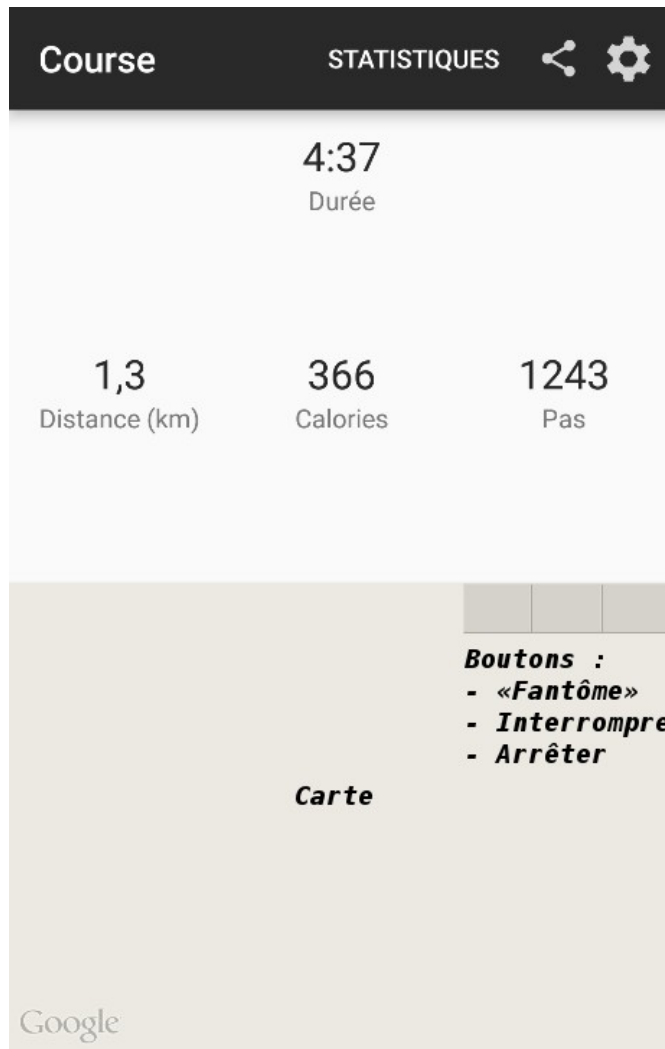 Course STATISTIQUES
4:37
Durée
1,3 366 1243
Distance (km) Calories Pas
Boutons :
- «Fantôme»
- Interrompre
- Arrêter
Carte
Google